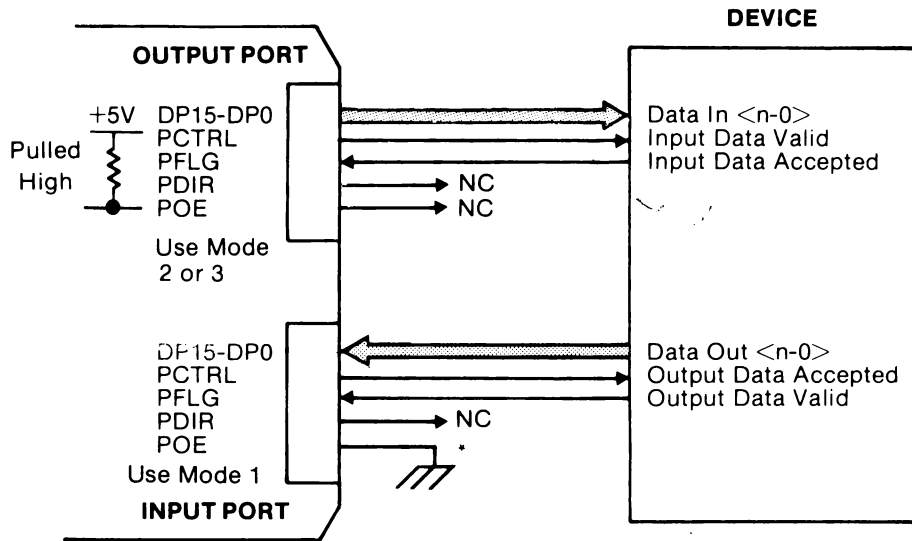 DEVICE
OUTPUT PORT
+5V
Pulled
High
DP15-DP0
PCTRL
PFLG
PDIR
POE
Use Mode
2 or 3
NC
NC
Data In <n-0>
Input Data Valid
Input Data Accepted
DP15-DP0
PCTRL
PFLG
PDIR
POE
Use Mode 1
INPUT PORT
NC
*
Data Out <n-0>
Output Data Accepted
Output Data Valid